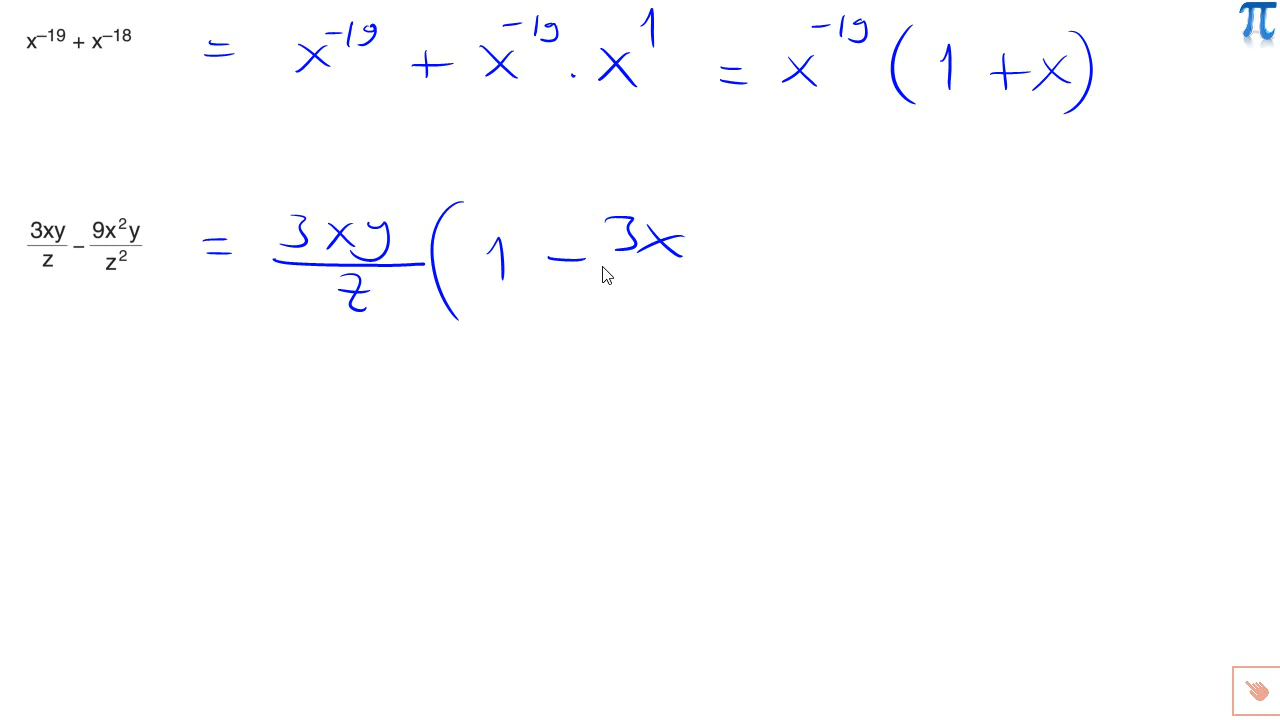 x⁻¹⁹ + x⁻¹⁸ = x⁻¹⁹ + x⁻¹⁹ · x¹ = x⁻¹⁹ (1 + x)
3xy/z − 9x²y/z² = 3xy/z ( 1 − 3x
π